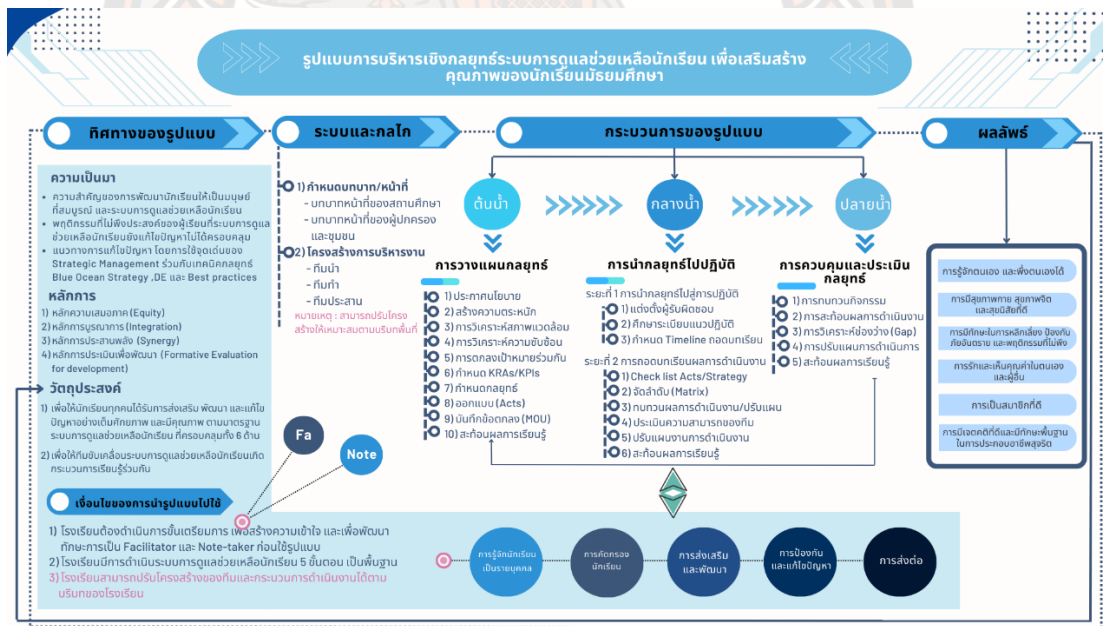 รูปแบบการบริหารเชิงกลยุทธ์ระบบการดูแลช่วยเหลือนักเรียน เพื่อเสริมสร้าง
คุณภาพของนักเรียนมัธยมศึกษา
ทิศทางของรูปแบบ
ความเป็นมา
• ความสำคัญของการพัฒนานักเรียนให้เป็นมนุษย์
ที่สมบูรณ์ และระบบการดูแลช่วยเหลือนักเรียน
• พฤติกรรมที่ไม่พึงประสงค์ของผู้เรียนที่ระบบการดูแล
ช่วยเหลือนักเรียนยังแก้ไขปัญหาไม่ได้ครอบคลุม
• แนวทางการแก้ไขปัญหา โดยการใช้จุดเด่นของ
Strategic Management ร่วมกับเทคนิคกลยุทธ์
Blue Ocean Strategy ,DE และ Best practices
หลักการ
1) หลักความเสมอภาค (Equity)
2) หลักการบูรณาการ (Integration)
3) หลักการประสานพลัง (Synergy)
4) หลักการประเมินเพื่อพัฒนา (Formative Evaluation
for development)
วัตถุประสงค์
1) เพื่อให้นักเรียนทุกคนได้รับการส่งเสริม พัฒนา และแก้ไข
ปัญหาอย่างเต็มศักยภาพ และมีคุณภาพ ตามมาตรฐาน
ระบบการดูแลช่วยเหลือนักเรียน ที่ครอบคลุมทั้ง 6 ด้าน
2) เพื่อให้ทีมขับเคลื่อนระบบการดูแลช่วยเหลือนักเรียนเกิด
กระบวนการเรียนรู้ร่วมกัน
ระบบและกลไก
1) กำหนดบทบาท/หน้าที่
- บทบาทหน้าที่ของสถานศึกษา
- บทบาทหน้าที่ของผู้ปกครอง
และชุมชน
2) โครงสร้างการบริหารงาน
- ทีมนำ
- ทีมทำ
- ทีมประสาน
หมายเหตุ : สามารถปรับโครง
สร้างให้เหมาะสมตามบริบทพื้นที่
Fa
Note
กระบวนการของรูปแบบ
ต้นน้ำ
การวางแผนกลยุทธ์
1) ประกาศนโยบาย
2) สร้างความตระหนัก
3) การวิเคราะห์สภาพแวดล้อม
4) การวิเคราะห์ความซับซ้อน
5) การตกลงเป้าหมายร่วมกัน
6) กำหนด KRAs/KPIs
7) กำหนดกลยุทธ์
8) ออกแบบ (Acts)
9) บันทึกข้อตกลง (MOU)
10) สะท้อนผลการเรียนรู้
กลางน้ำ
การนำกลยุทธ์ไปปฏิบัติ
ระยะที่ 1 การนำกลยุทธ์ไปสู่การปฏิบัติ
1) แต่งตั้งผู้รับผิดชอบ
2) ศึกษาระเบียบแนวปฏิบัติ
3) กำหนด Timeline ถอดบทเรียน
ระยะที่ 2 การถอดบทเรียนผลการดำเนินงาน
1) Check list Acts/Strategy
2) จัดลำดับ (Matrix)
3) ทบทวนผลการดำเนินงาน/ปรับแผน
4) ประเมินความสามารถของทีม
5) ปรับแผนงานการดำเนินงาน
6) สะท้อนผลการเรียนรู้
ปลายน้ำ
การควบคุมและประเมิน
กลยุทธ์
1) การทบทวนกิจกรรม
2) การสะท้อนผลการดำเนินงาน
3) การวิเคราะห์ช่องว่าง (Gap)
4) การปรับแผนการดำเนินการ
5) สะท้อนผลการเรียนรู้
ผลลัพธ์
การรู้จักตนเอง และพึ่งตนเองได้
การมีสุขภาพกาย สุขภาพจิต
และสุขนิสัยที่ดี
การมีทักษะในการหลีกเลี่ยง ป้องกัน
ภัยอันตราย และพฤติกรรมที่ไม่พึง
การรักและเห็นคุณค่าในตนเอง
และผู้อื่น
การเป็นสมาชิกที่ดี
การมีเจตคติที่ดีและมีทักษะพื้นฐาน
ในการประกอบอาชีพสุจริต
เงื่อนไขของการนำรูปแบบไปใช้
1) โรงเรียนต้องดำเนินการขั้นเตรียมการ เพื่อสร้างความเข้าใจ และเพื่อพัฒนา
ทักษะการเป็น Facilitator และ Note-taker ก่อนใช้รูปแบบ
2) โรงเรียนมีการดำเนินระบบการดูแลช่วยเหลือนักเรียน 5 ขั้นตอน เป็นพื้นฐาน
3) โรงเรียนสามารถปรับโครงสร้างของทีมและกระบวนการดำเนินงานได้ตาม
บริบทของโรงเรียน
การรู้จักนักเรียน
เป็นรายบุคคล
การคัดกรอง
นักเรียน
การส่งเสริม
และพัฒนา
การป้องกัน
และแก้ไขปัญหา
การส่งต่อ